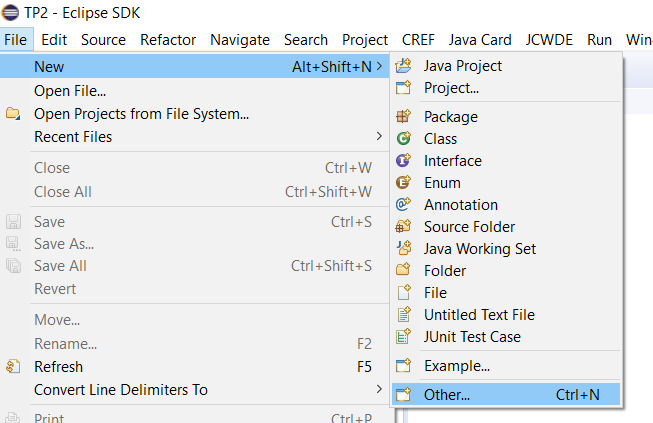 TP2 - Eclipse SDK
File Edit Source Refactor Navigate Search Project CREF Java Card JCWDE Run
New Alt+Shift+N
Open File...
Open Projects from File System...
Recent Files
Close Ctrl+W
Close All Ctrl+Shift+W
Save Ctrl+S
Save As...
Save All Ctrl+Shift+S
Revert
Move...
Rename... F2
Refresh F5
Convert Line Delimiters To
Print Ctrl+P
Java Project
Project...
Package
Class
Interface
Enum
Annotation
Source Folder
Java Working Set
Folder
File
Untitled Text File
JUnit Test Case
Example...
Other... Ctrl+N